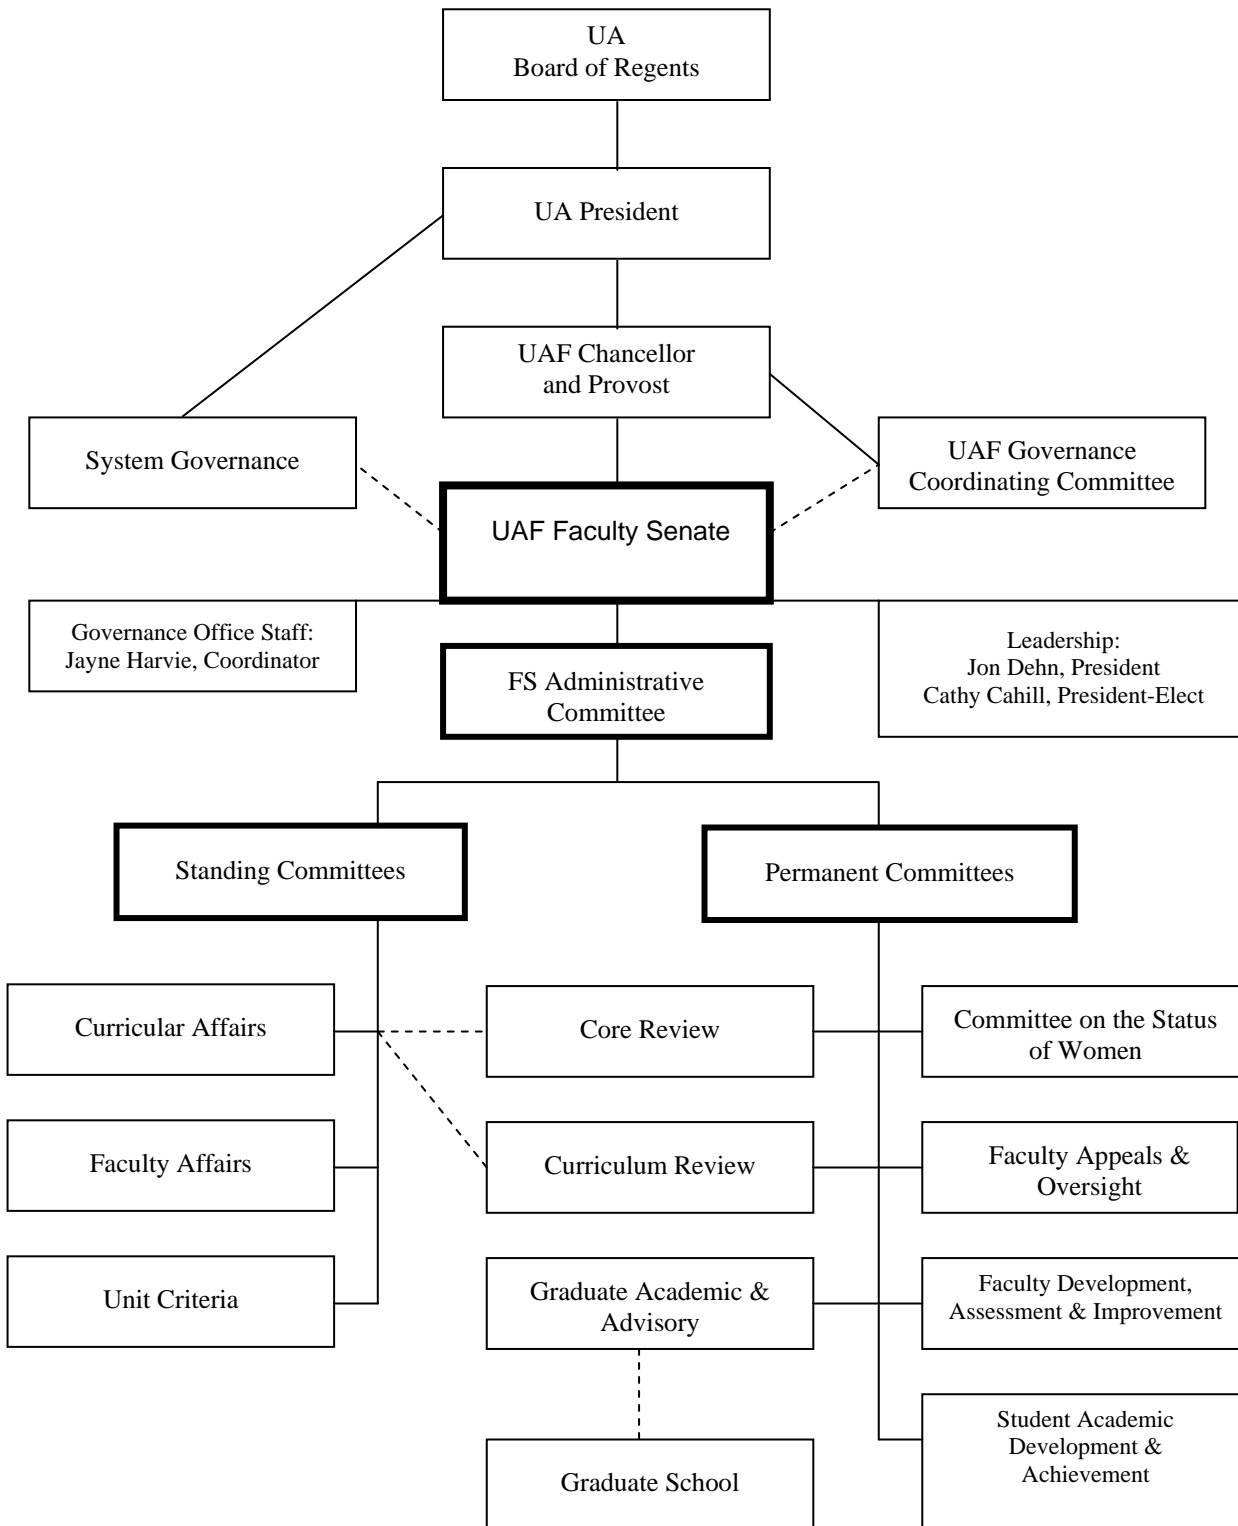 UA
Board of Regents
UA President
UAF Chancellor
and Provost
System Governance
UAF Governance
Coordinating Committee
UAF Faculty Senate
Governance Office Staff:
Jayne Harvie, Coordinator
Leadership:
Jon Dehn, President
Cathy Cahill, President-Elect
FS Administrative
Committee
Standing Committees
Permanent Committees
Curricular Affairs
Core Review
Committee on the Status
of Women
Faculty Affairs
Curriculum Review
Faculty Appeals &
Oversight
Unit Criteria
Graduate Academic &
Advisory
Faculty Development,
Assessment & Improvement
Graduate School
Student Academic
Development &
Achievement